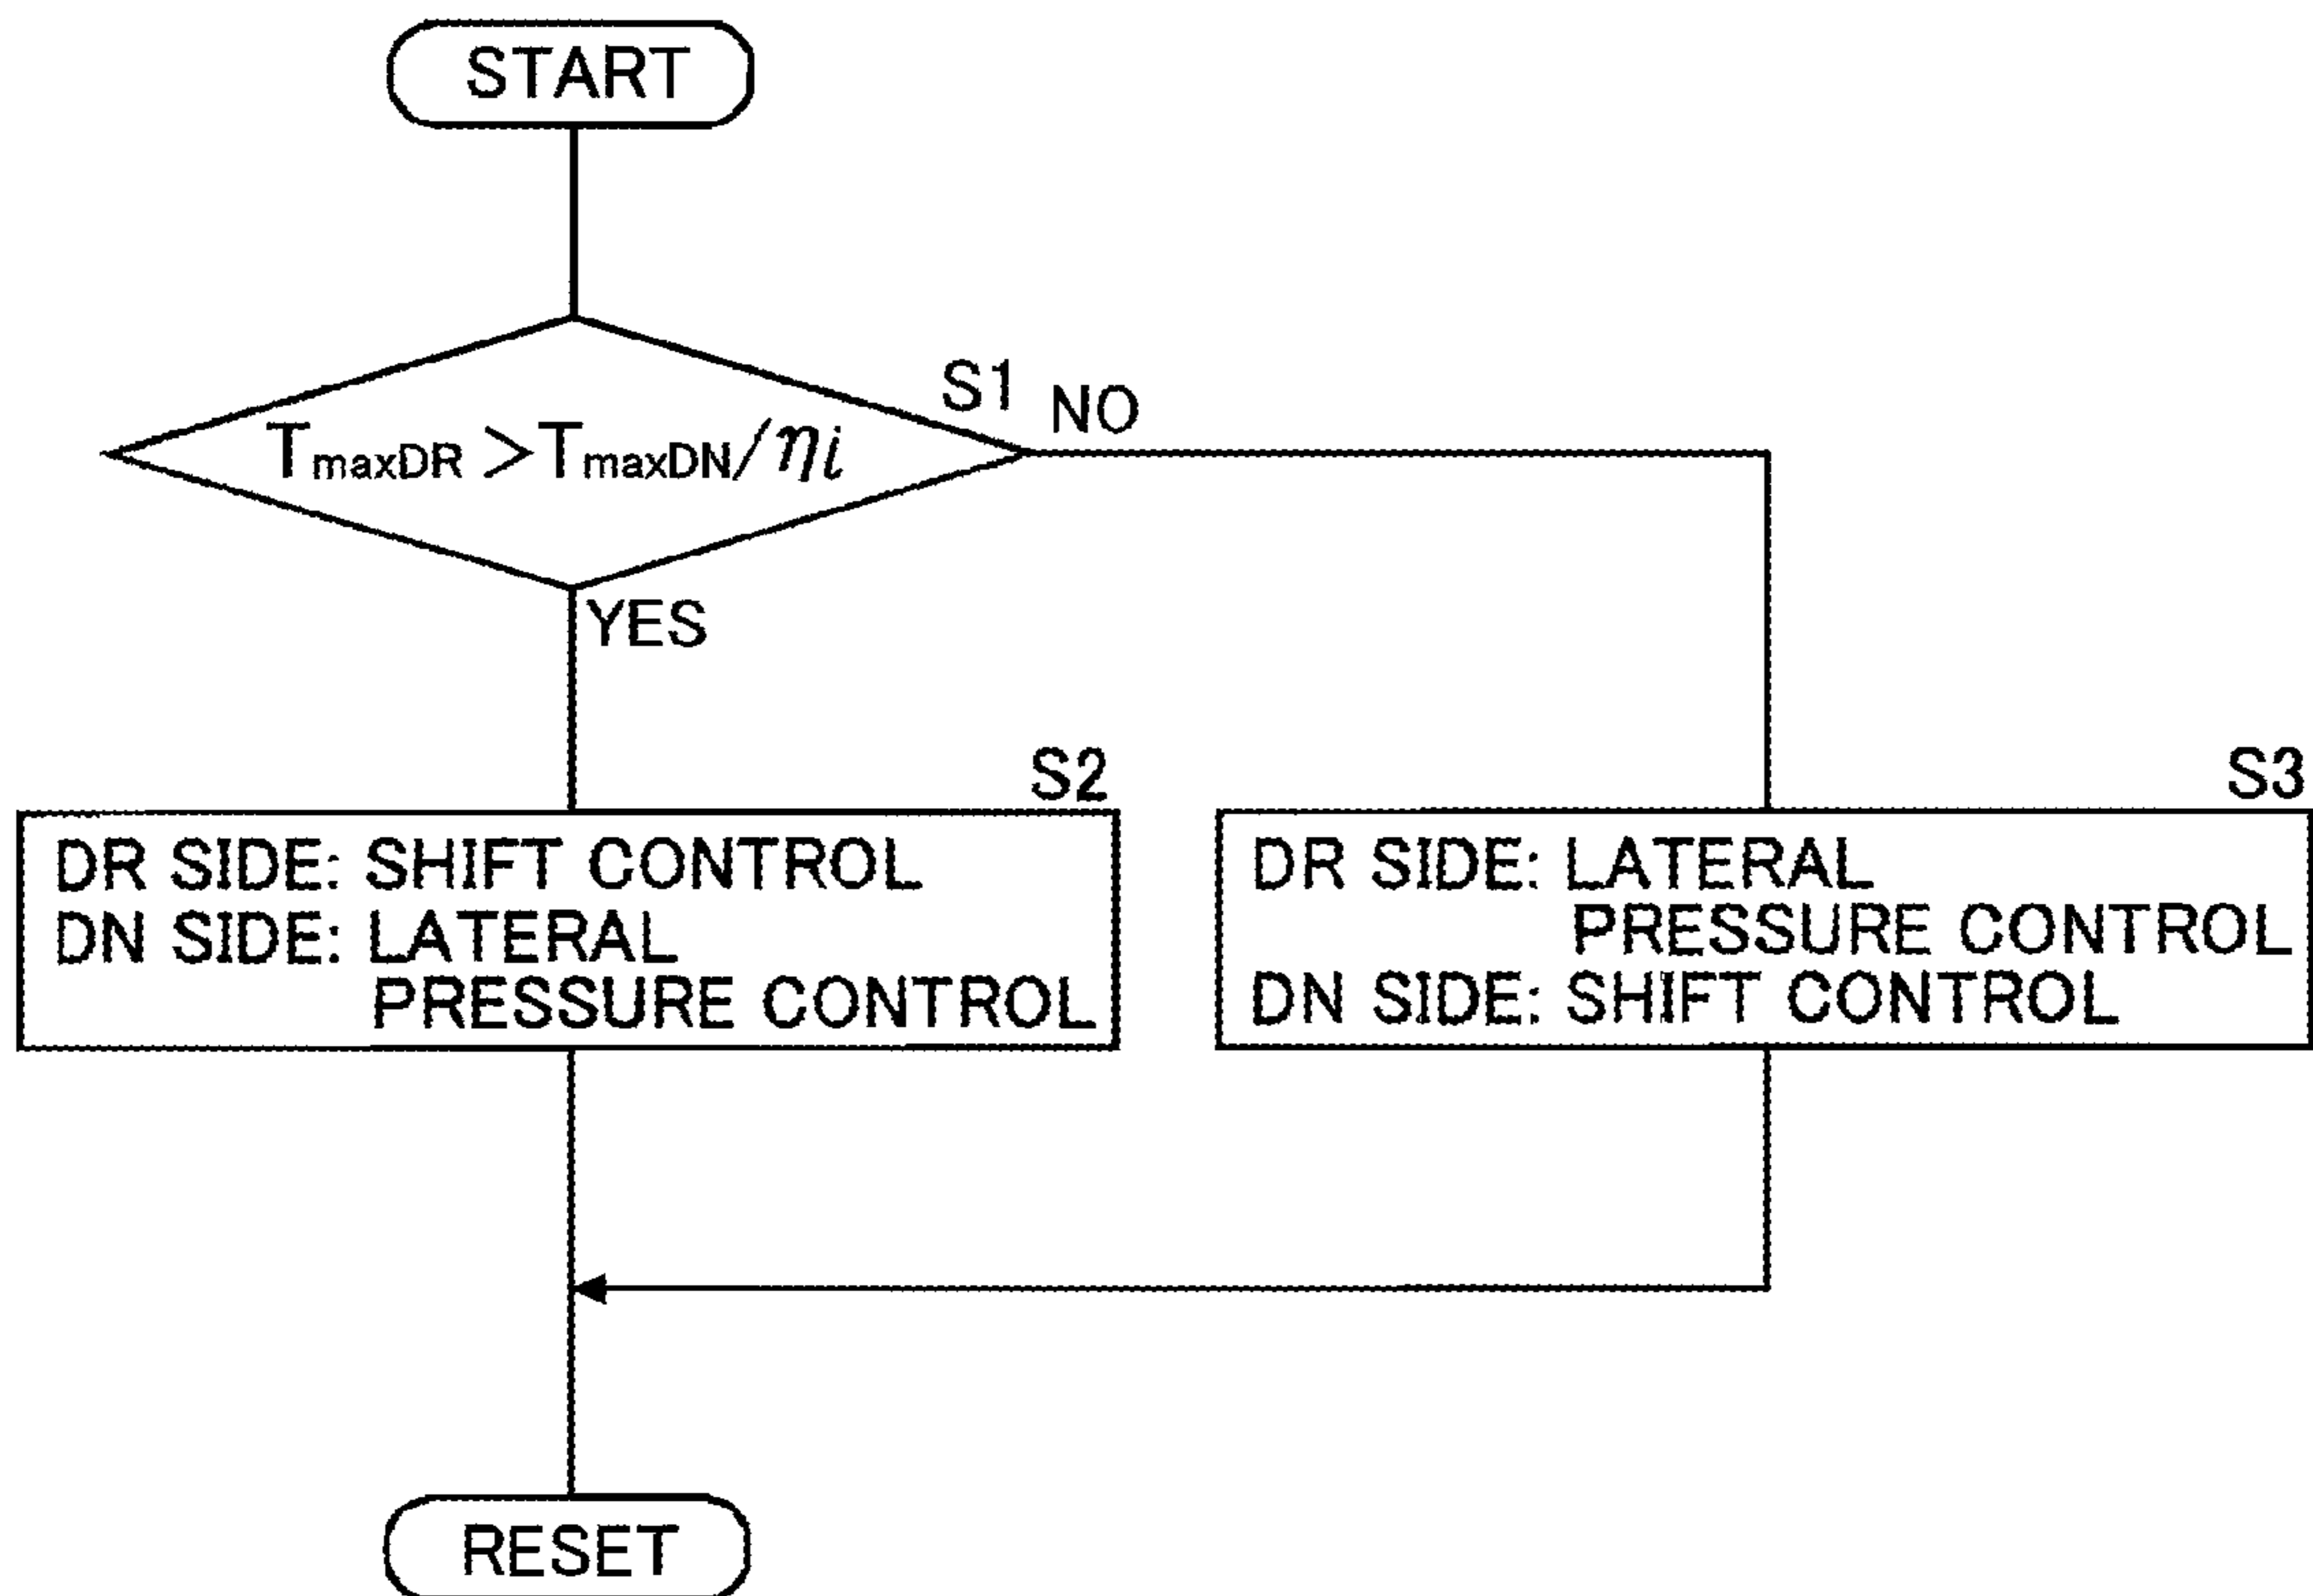 START
S1
NO
TmaxDR >TmaxDN/ηi
YES
S2
DR SIDE: SHIFT CONTROL
DN SIDE: LATERAL
PRESSURE CONTROL
S3
DR SIDE: LATERAL
PRESSURE CONTROL
DN SIDE: SHIFT CONTROL
RESET